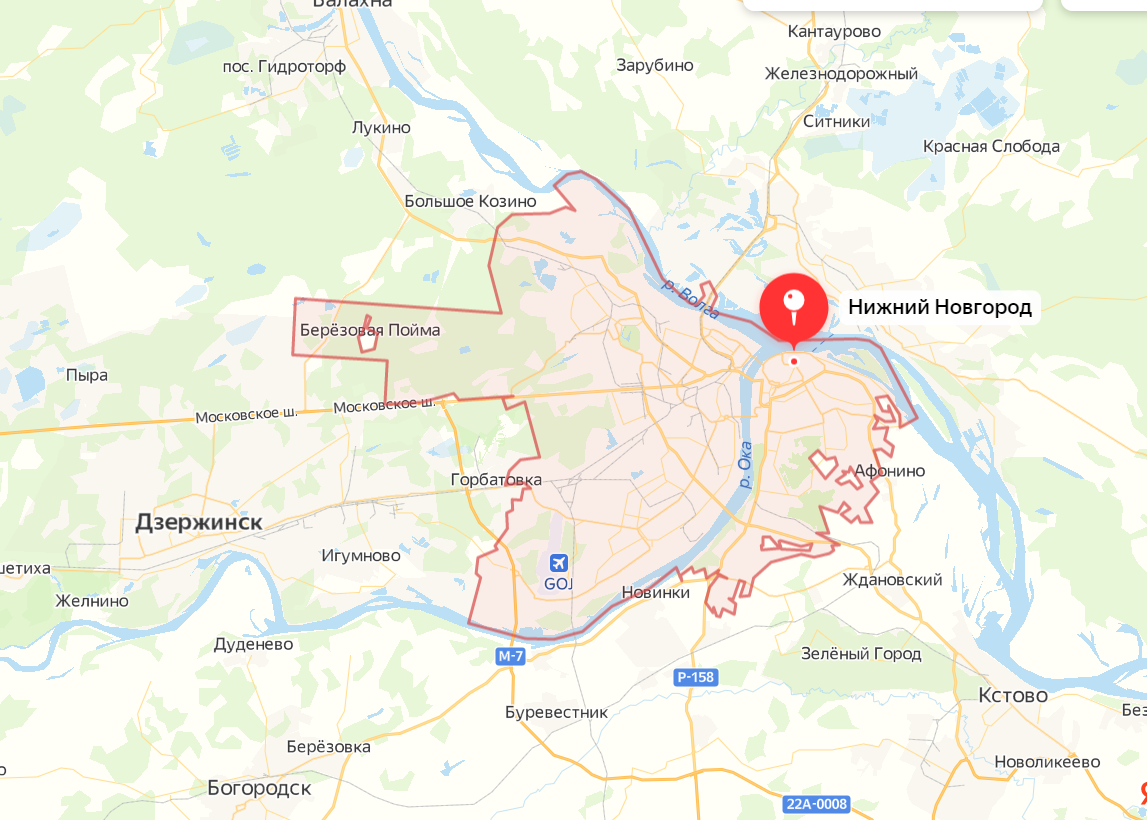 Балахна
Кантаурово
пос. Гидроторф
Зарубино
Железнодорожный
Лукино
Ситники
Красная Слобода
Большое Козино
р. Волга
Нижний Новгород
Берёзовая Пойма
Пыра
Московское ш.
Московское ш.
р. Ока
Афонино
Горбатовка
Дзержинск
Игумново
GOJ
шетиха
Ждановский
Желнино
Новинки
Дуденево
М-7
Зелёный Город
Р-158
Кстово
Буревестник
Без
Берёзовка
Новоликеево
о
Богородск
22А-0008
Я